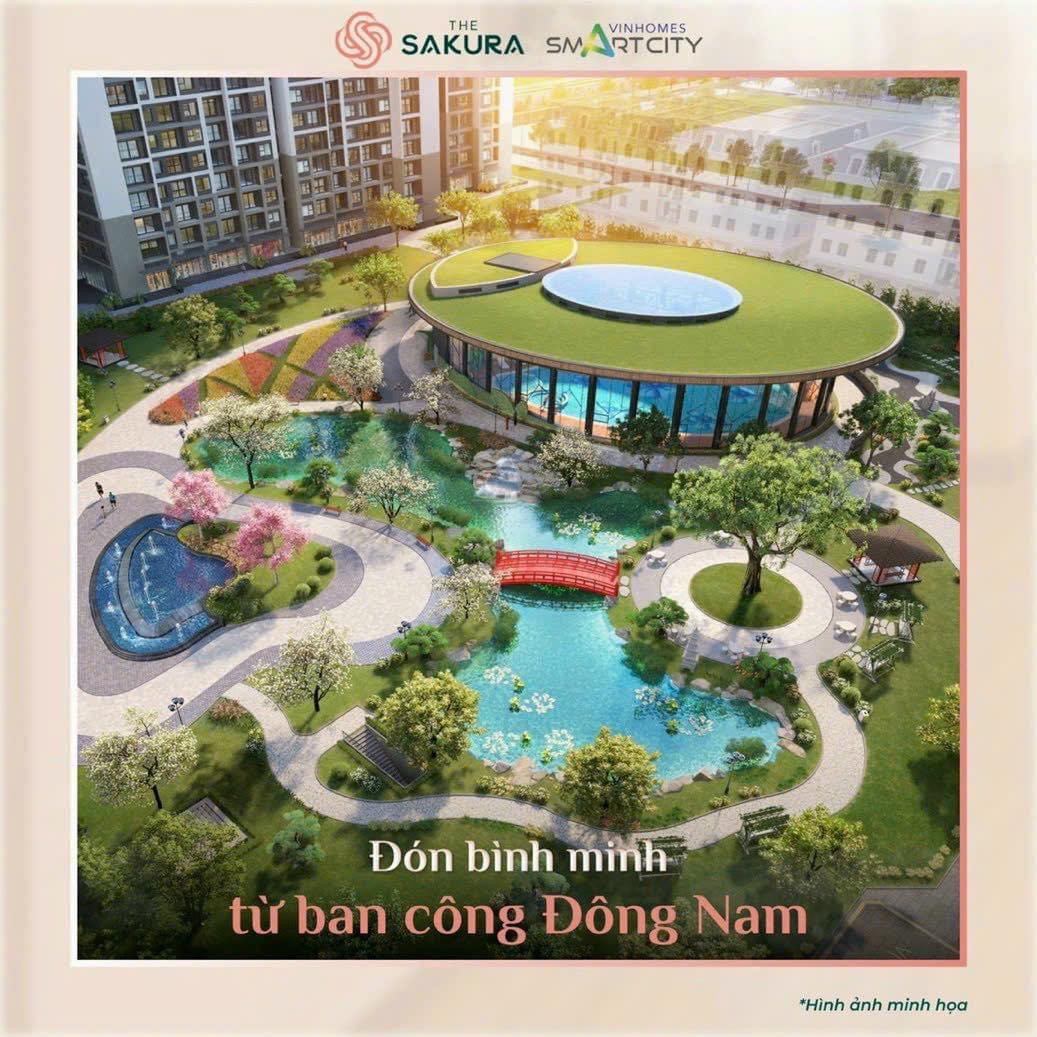 THE
SAKURA
VINHOMES
SMARTCITY
Đón bình minh
từ ban công Đông Nam
*Hình ảnh minh họa